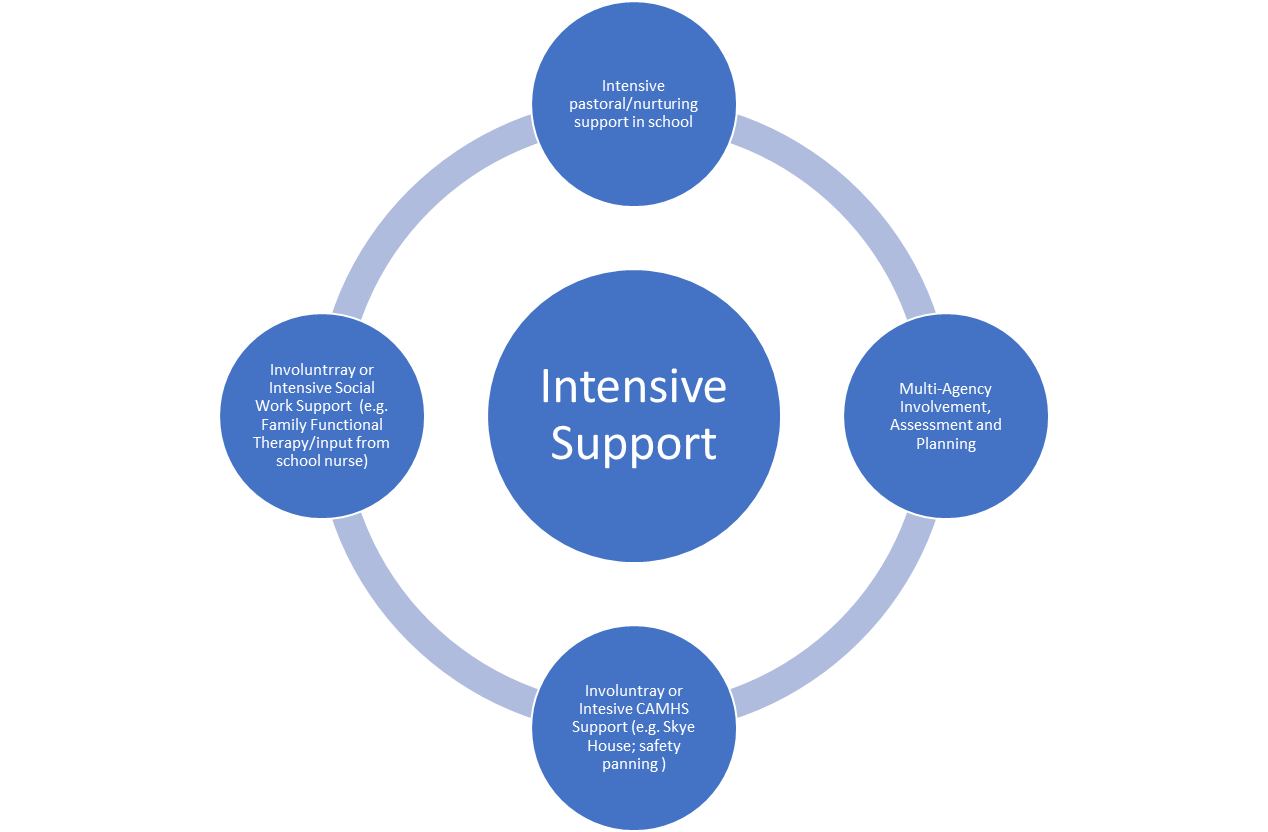 Intensive
pastoral/nurturing
support in school
Involuntrray or
Intensive Social
Work Support (e.g.
Family Functional
Therapy/input from
school nurse)
Intensive
Support
Multi-Agency
Involvement,
Assessment and
Planning
Involuntray or
Intesive CAMHS
Support (e.g. Skye
House; safety
panning )